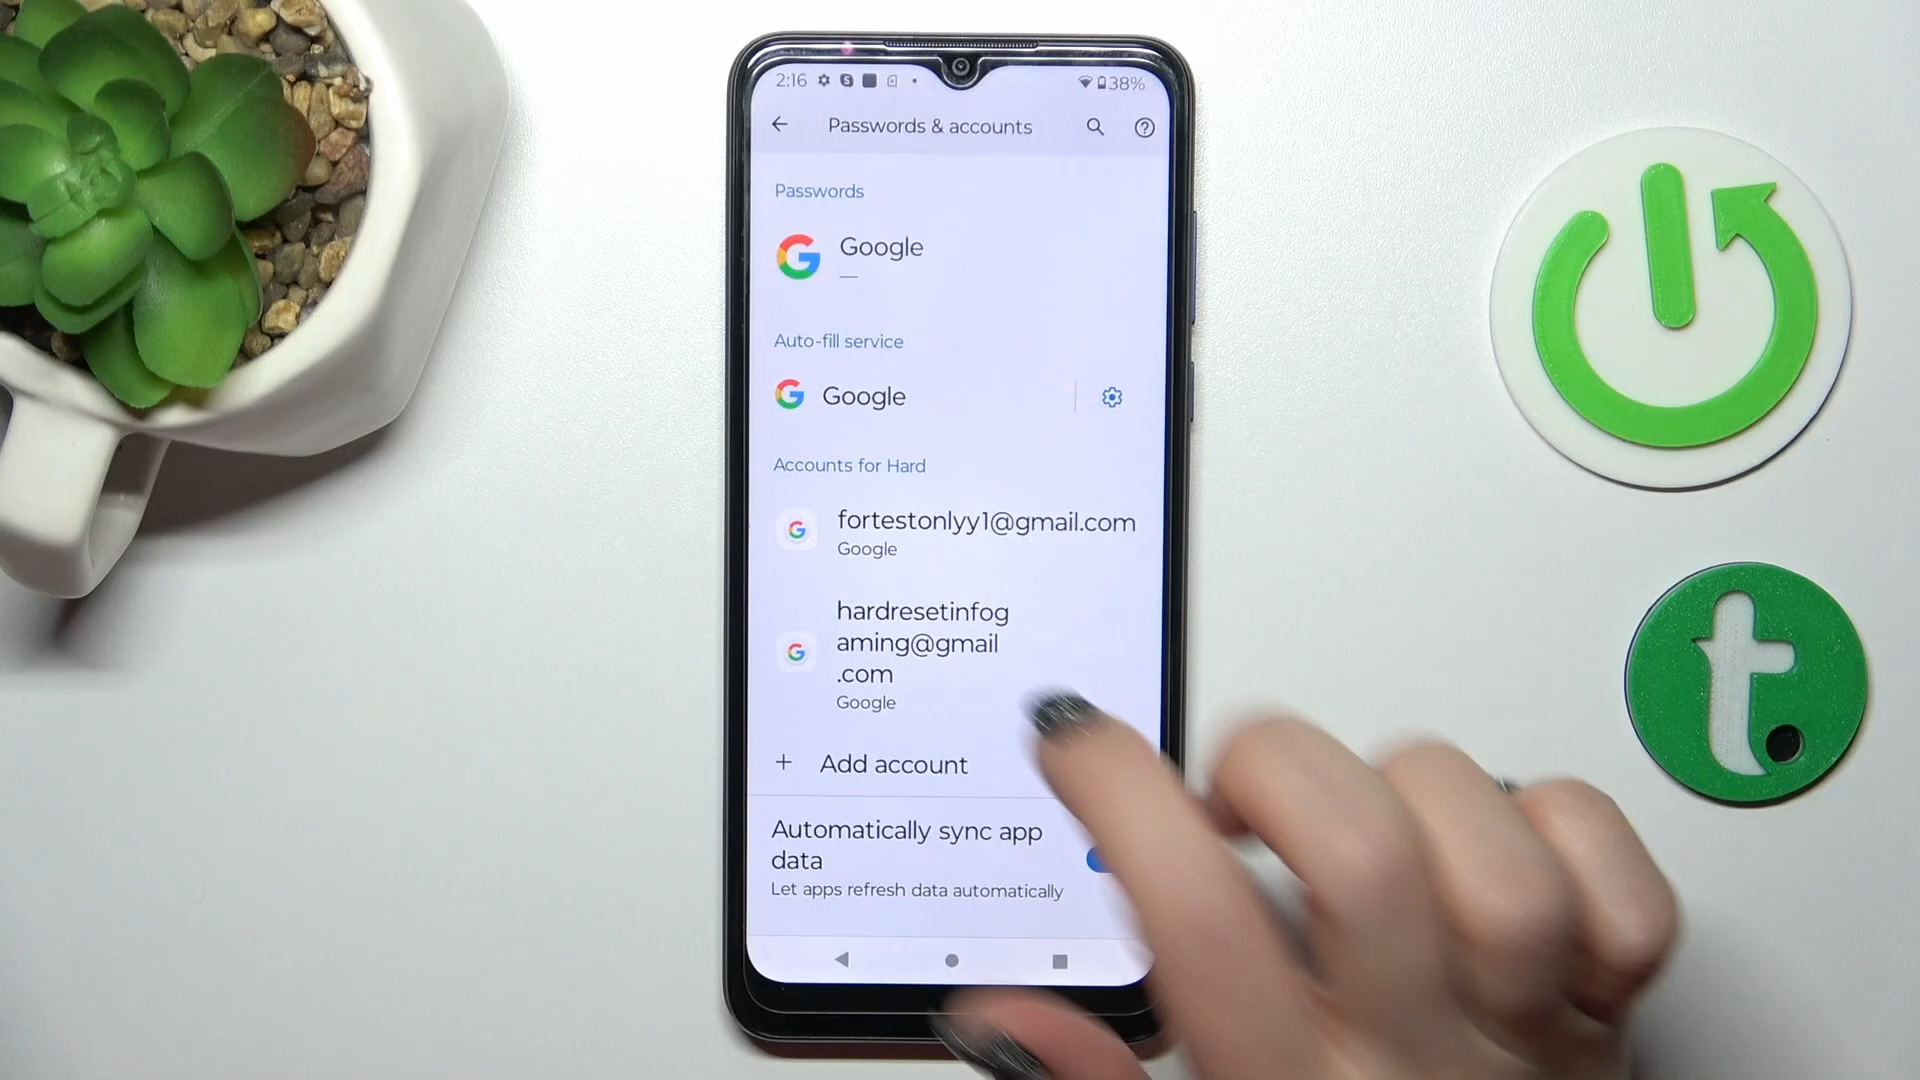 2:16 38%
Passwords & accounts
Passwords
Google
—
Auto-fill service
Google
Accounts for Hard
fortestonlyy1@gmail.com
Google
hardresetinfog
aming@gmail
.com
Google
+ Add account
Automatically sync app
data
Let apps refresh data automatically
t.